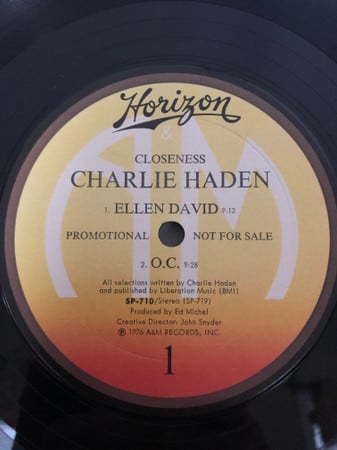 Horizon
&
A&M
CLOSENESS
CHARLIE HADEN
1. ELLEN DAVID 9:12
PROMOTIONAL NOT FOR SALE
2. O.C. 9:28
All selections written by Charlie Haden
and published by Liberation Music (BMI)
SP-710/Stereo (SP-719)
Produced by Ed Michel
Creative Director: John Snyder
℗ 1976 A&M RECORDS, INC.
1